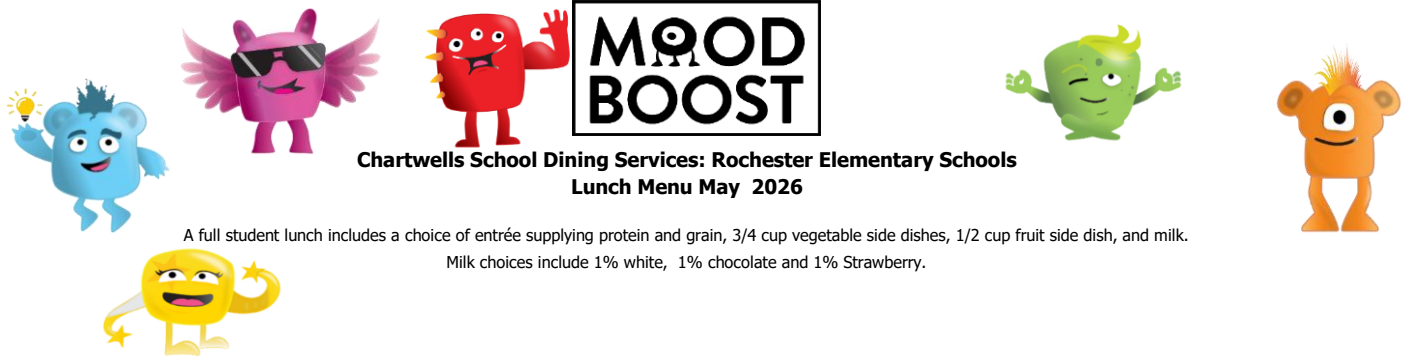 MOOD
BOOST
Chartwells School Dining Services: Rochester Elementary Schools
Lunch Menu May 2026
A full student lunch includes a choice of entrée supplying protein and grain, 3/4 cup vegetable side dishes, 1/2 cup fruit side dish, and milk.
Milk choices include 1% white, 1% chocolate and 1% Strawberry.